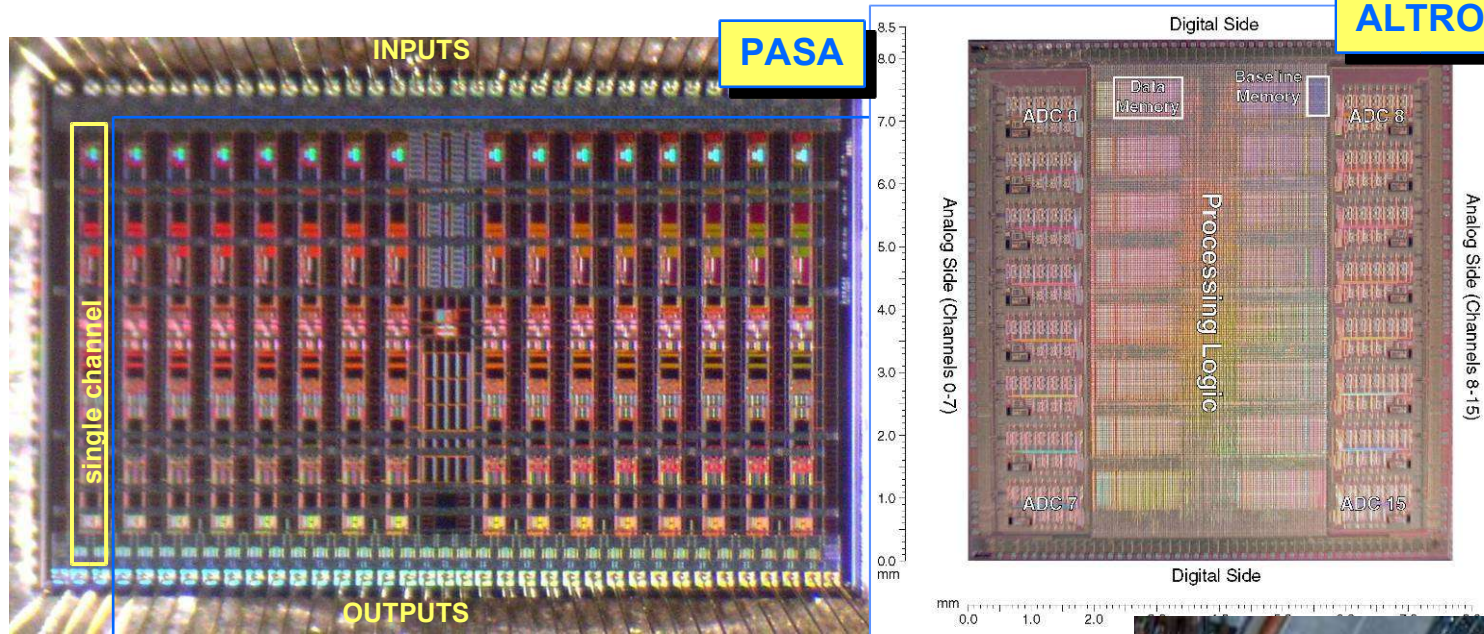 INPUTS
PASA
single channel
OUTPUTS
ALTRO
Digital Side
8.5
8.0
7.0
6.0
5.0
4.0
3.0
2.0
1.0
0.0
mm
Analog Side (Channels 0-7)
ADC 0
Data
Memory
Baseline
Memory
ADC 8
Processing Logic
ADC 7
ADC 15
Analog Side (Channels 8-15)
Digital Side
mm
0.0 1.0 2.0